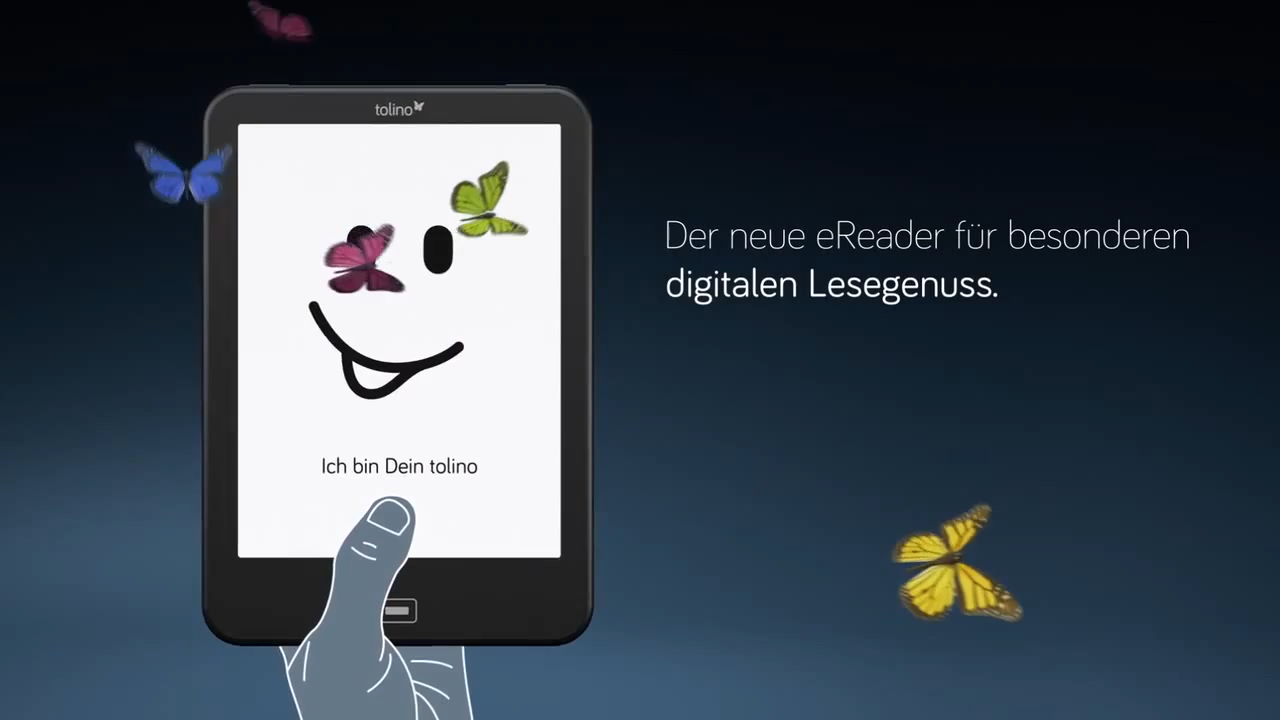 tolino
Der neue eReader für besonderen
digitalen Lesegenuss.
Ich bin Dein tolino